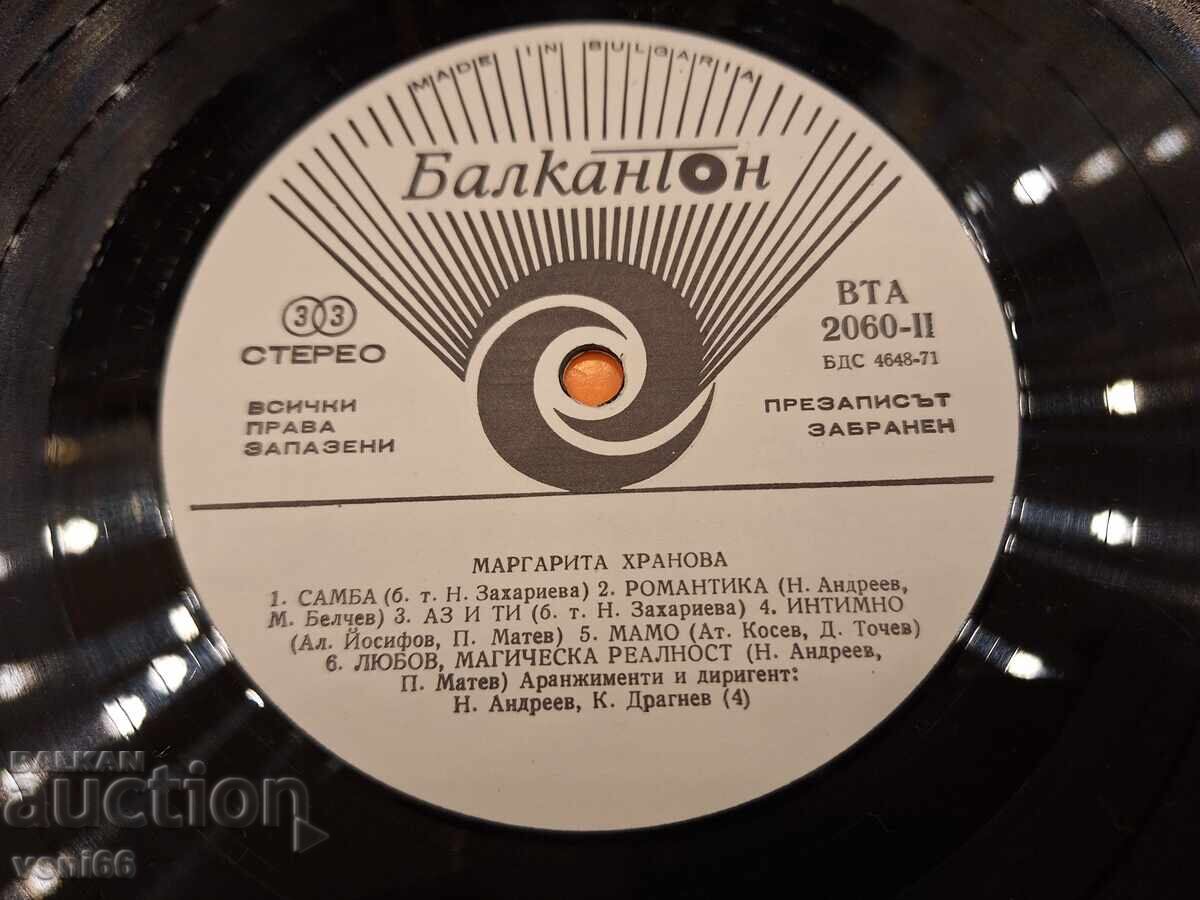 MADE IN BULGARIA
Балкантон
33
СТЕРЕО
ВСИЧКИ
ПРАВА
ЗАПАЗЕНИ
ВТА
2060-II
БДС 4648-71
ПРЕЗАПИСЪТ
ЗАБРАНЕН
МАРГАРИТА ХРАНОВА
1. САМБА (б. т. Н. Захариева) 2. РОМАНТИКА (Н. Андреев,
М. Белчев) 3. АЗ И ТИ (б. т. Н. Захариева) 4. ИНТИМНО
(Ал. Йосифов, П. Матев) 5. МАМО (Ат. Косев, Д. Точев)
6. ЛЮБОВ, МАГИЧЕСКА РЕАЛНОСТ (Н. Андреев,
П. Матев) Аранжименти и диригент:
Н. Андреев, К. Драгнев (4)
BALKAN
auction
veni66